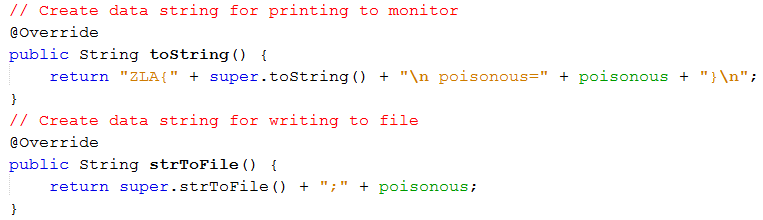 // Create data string for printing to monitor
@Override
public String toString() {
    return "ZLA{" + super.toString() + "\n poisonous=" + poisonous + "}\n";
}
// Create data string for writing to file
@Override
public String strToFile() {
    return super.strToFile() + ";" + poisonous;
}